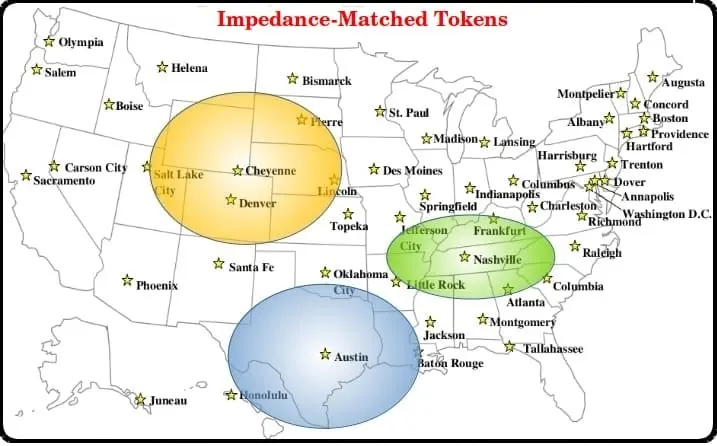 Impedance-Matched Tokens
Olympia
Salem
Helena
Bismarck
Boise
Pierre
St. Paul
Madison
Lansing
Montpelier
Augusta
Concord
Albany
Boston
Providence
Hartford
Harrisburg
Trenton
Carson City
Sacramento
Salt Lake
City
Cheyenne
Denver
Lincoln
Des Moines
Springfield
Indianapolis
Columbus
Charleston
Dover
Annapolis
Washington D.C.
Richmond
Topeka
Jefferson
City
Frankfurt
Nashville
Raleigh
Phoenix
Santa Fe
Oklahoma
City
Little Rock
Columbia
Atlanta
Jackson
Montgomery
Tallahassee
Austin
Baton Rouge
Juneau
Honolulu